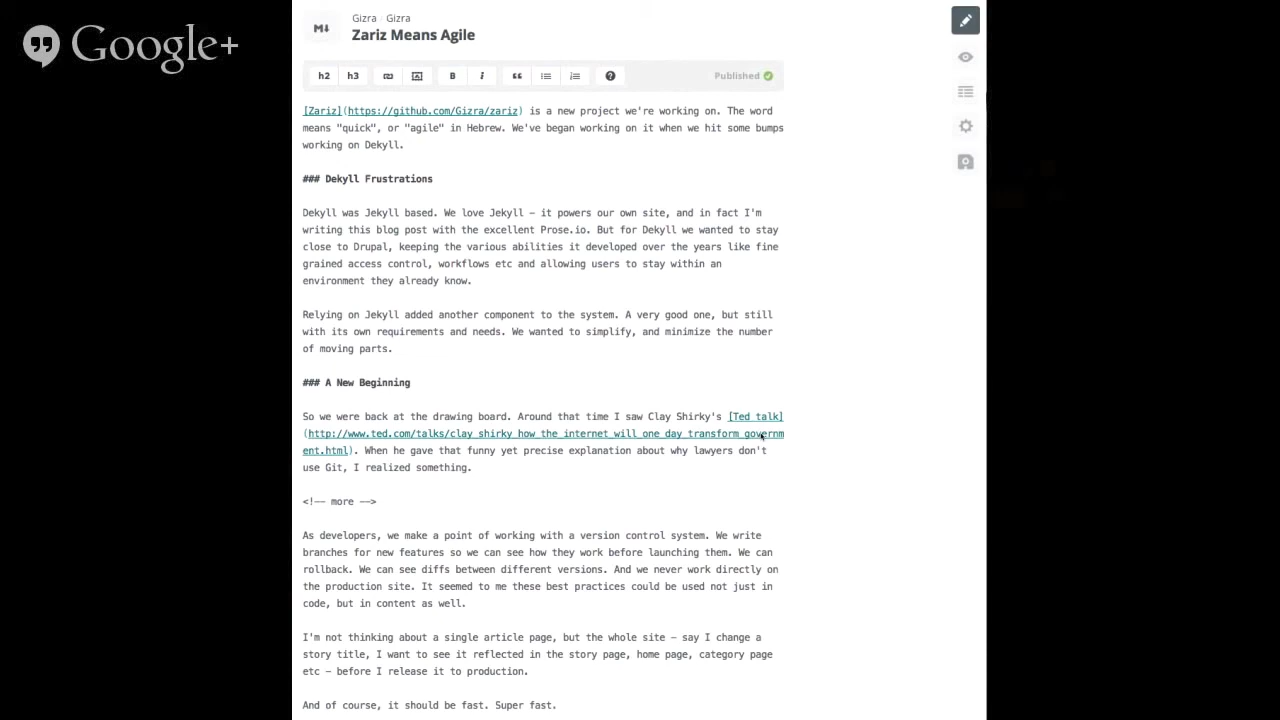 Google+
Gizra / Gizra
M↓
Zariz Means Agile
h2 h3 B i “ ? Published
[Zariz](https://github.com/Gizra/zariz) is a new project we're working on. The word
means "quick", or "agile" in Hebrew. We've began working on it when we hit some bumps
working on Dekyll.
### Dekyll Frustrations
Dekyll was Jekyll based. We love Jekyll – it powers our own site, and in fact I'm
writing this blog post with the excellent Prose.io. But for Dekyll we wanted to stay
close to Drupal, keeping the various abilities it developed over the years like fine
grained access control, workflows etc and allowing users to stay within an
environment they already know.
Relying on Jekyll added another component to the system. A very good one, but still
with its own requirements and needs. We wanted to simplify, and minimize the number
of moving parts.
### A New Beginning
So we were back at the drawing board. Around that time I saw Clay Shirky's [Ted talk]
(http://www.ted.com/talks/clay_shirky_how_the_internet_will_one_day_transform_governm
ent.html). When he gave that funny yet precise explanation about why lawyers don't
use Git, I realized something.
<!-- more -->
As developers, we make a point of working with a version control system. We write
branches for new features so we can see how they work before launching them. We can
rollback. We can see diffs between different versions. And we never work directly on
the production site. It seemed to me these best practices could be used not just in
code, but in content as well.
I'm not thinking about a single article page, but the whole site – say I change a
story title, I want to see it reflected in the story page, home page, category page
etc – before I release it to production.
And of course, it should be fast. Super fast.